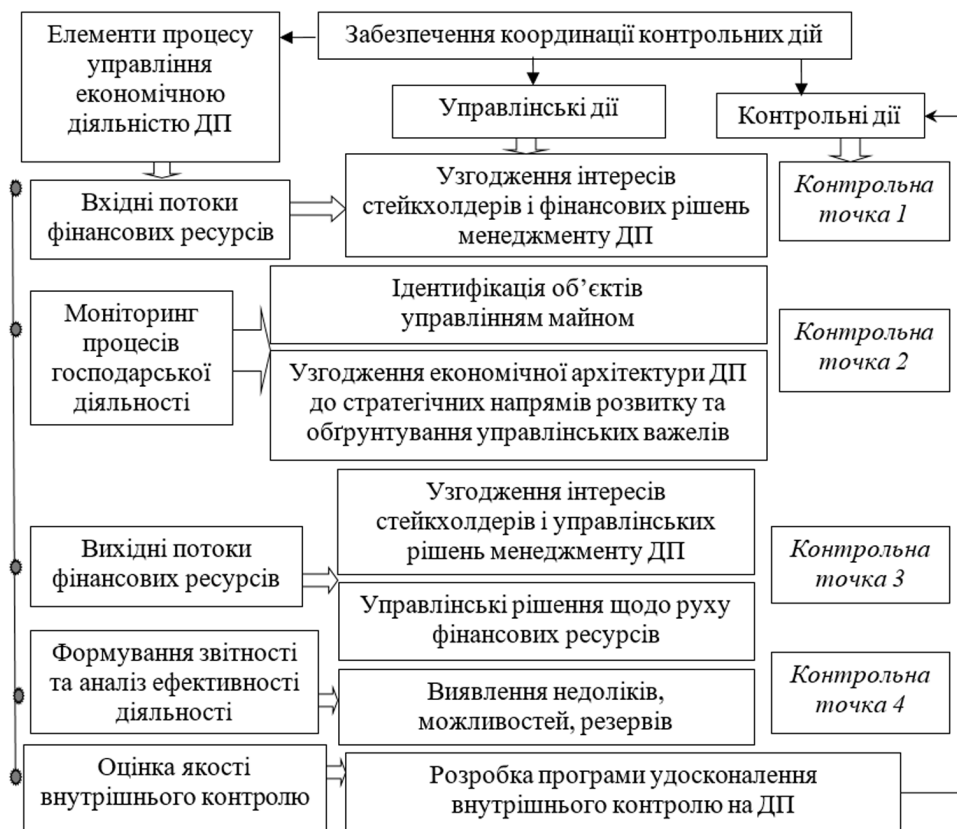 Елементи процесу
управління
економічною
діяльністю ДП
Забезпечення координації контрольних дій
Управлінські дії
Контрольні дії
Вхідні потоки
фінансових ресурсів
Узгодження інтересів
стейкхолдерів і фінансових рішень
менеджменту ДП
Контрольна
точка 1
Моніторинг
процесів
господарської
діяльності
Ідентифікація об’єктів
управлінням майном
Узгодження економічної архітектури ДП
до стратегічних напрямів розвитку та
обґрунтування управлінських важелів
Контрольна
точка 2
Вихідні потоки
фінансових ресурсів
Узгодження інтересів
стейкхолдерів і управлінських
рішень менеджменту ДП
Управлінські рішення щодо руху
фінансових ресурсів
Контрольна
точка 3
Формування звітності
та аналіз ефективності
діяльності
Виявлення недоліків,
можливостей, резервів
Контрольна
точка 4
Оцінка якості
внутрішнього контролю
Розробка програми удосконалення
внутрішнього контролю на ДП